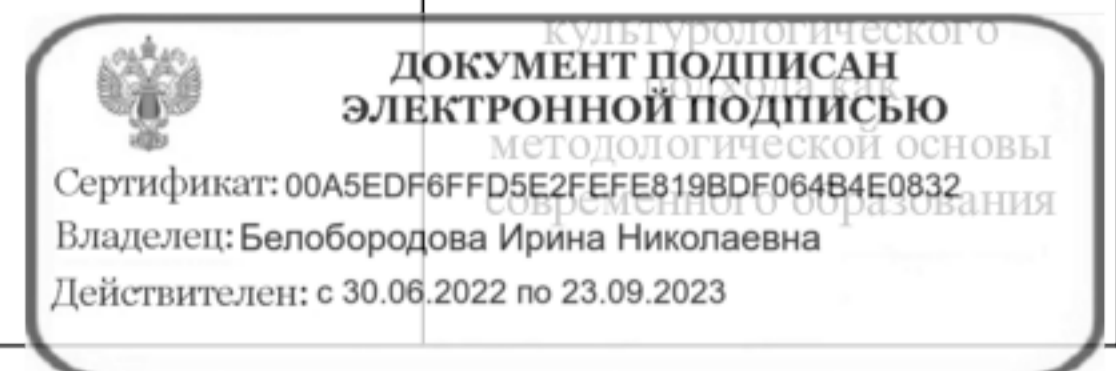 культурологического
ДОКУМЕНТ ПОДПИСАН
подхода как
ЭЛЕКТРОННОЙ ПОДПИСЬЮ
методологической основы
Сертификат: 00A5EDF6FFD5E2FEFE819BDF064B4E0832
современного образования
Владелец: Белобородова Ирина Николаевна
Действителен: с 30.06.2022 по 23.09.2023